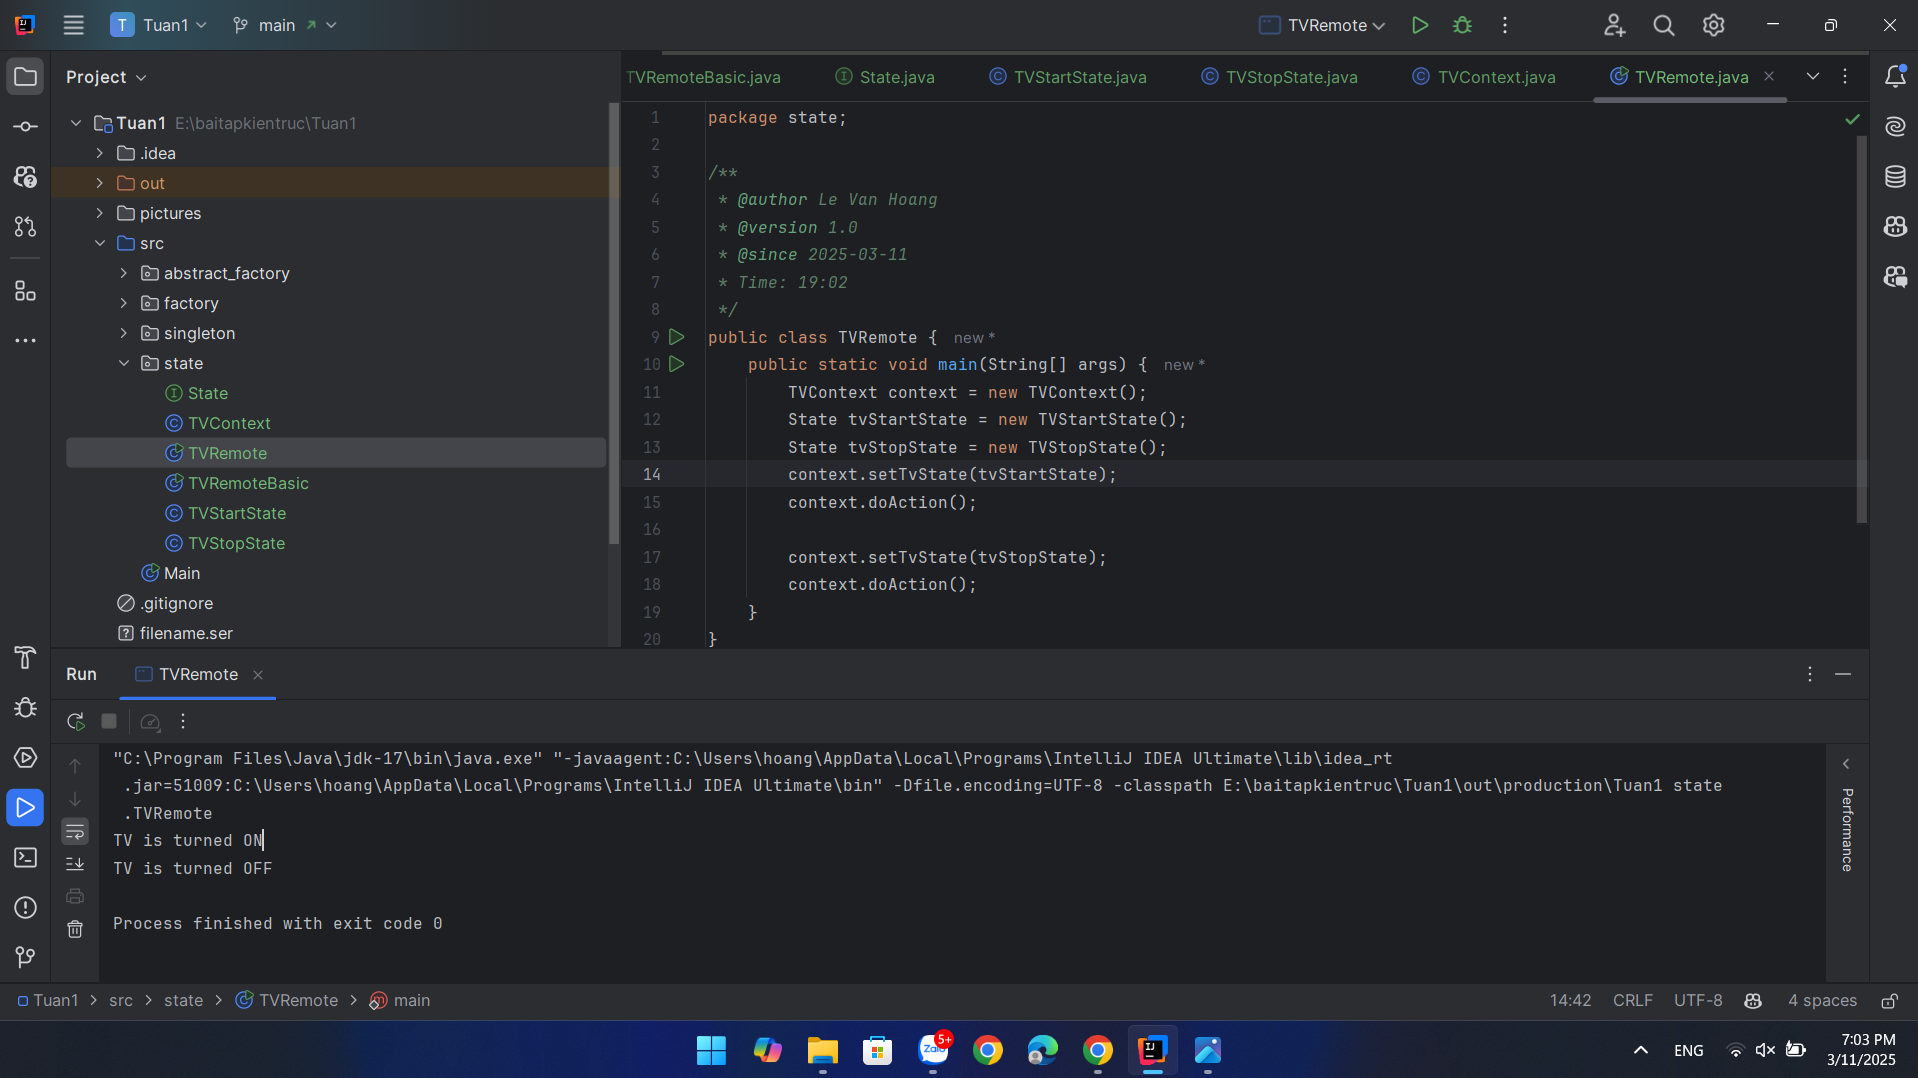 T Tuan1 main TVRemote
Project
Tuan1 E:\baitapkientruc\Tuan1
.idea
out
pictures
src
abstract_factory
factory
singleton
state
State
TVContext
TVRemote
TVRemoteBasic
TVStartState
TVStopState
Main
.gitignore
filename.ser
TVRemoteBasic.java State.java TVStartState.java TVStopState.java TVContext.java TVRemote.java
1 package state;
2
3 /**
4 * @author Le Van Hoang
5 * @version 1.0
6 * @since 2025-03-11
7 * Time: 19:02
8 */
9 public class TVRemote { new *
10 public static void main(String[] args) { new *
11 TVContext context = new TVContext();
12 State tvStartState = new TVStartState();
13 State tvStopState = new TVStopState();
14 context.setTvState(tvStartState);
15 context.doAction();
16
17 context.setTvState(tvStopState);
18 context.doAction();
19 }
20 }
Run TVRemote
"C:\Program Files\Java\jdk-17\bin\java.exe" "-javaagent:C:\Users\hoang\AppData\Local\Programs\IntelliJ IDEA Ultimate\lib\idea_rt
.jar=51009:C:\Users\hoang\AppData\Local\Programs\IntelliJ IDEA Ultimate\bin" -Dfile.encoding=UTF-8 -classpath E:\baitapkientruc\Tuan1\out\production\Tuan1 state
.TVRemote
TV is turned ON
TV is turned OFF
Process finished with exit code 0
Performance
Tuan1 > src > state > TVRemote > main
14:42 CRLF UTF-8 4 spaces
Zalo 5+
ENG
7:03 PM
3/11/2025